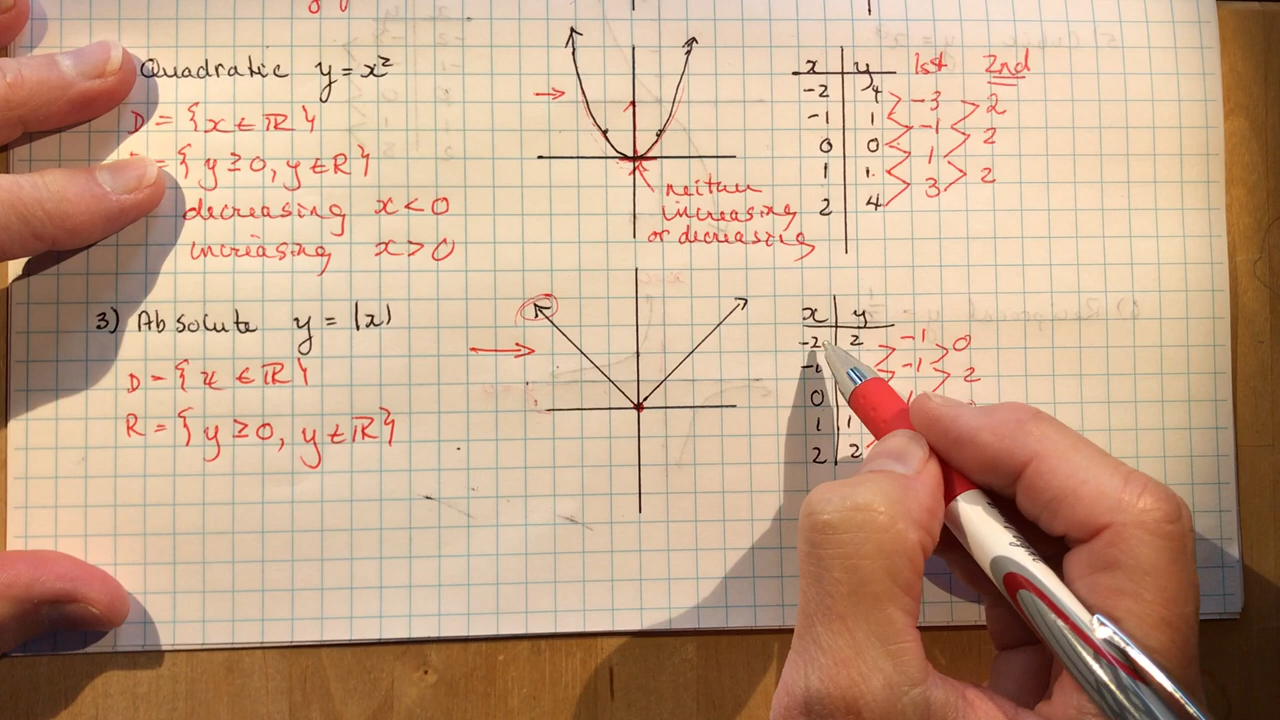 Quadratic y = x²
D = { x ∈ ℝ }
= { y ≥ 0, y ∈ R }
decreasing x < 0
increasing x > 0
neither
increasing
or decreasing
x y 1st 2nd
-2 4
-3 2
-1 1
-1 2
0 0
1
1 1
3 2
2 4
3) Absolute y = |x|
D = { x ∈ ℝ }
R = { y ≥ 0, y ∈ ℝ }
x y
-2 2 -1 0
-1 -1 2
0
1 1
2 2